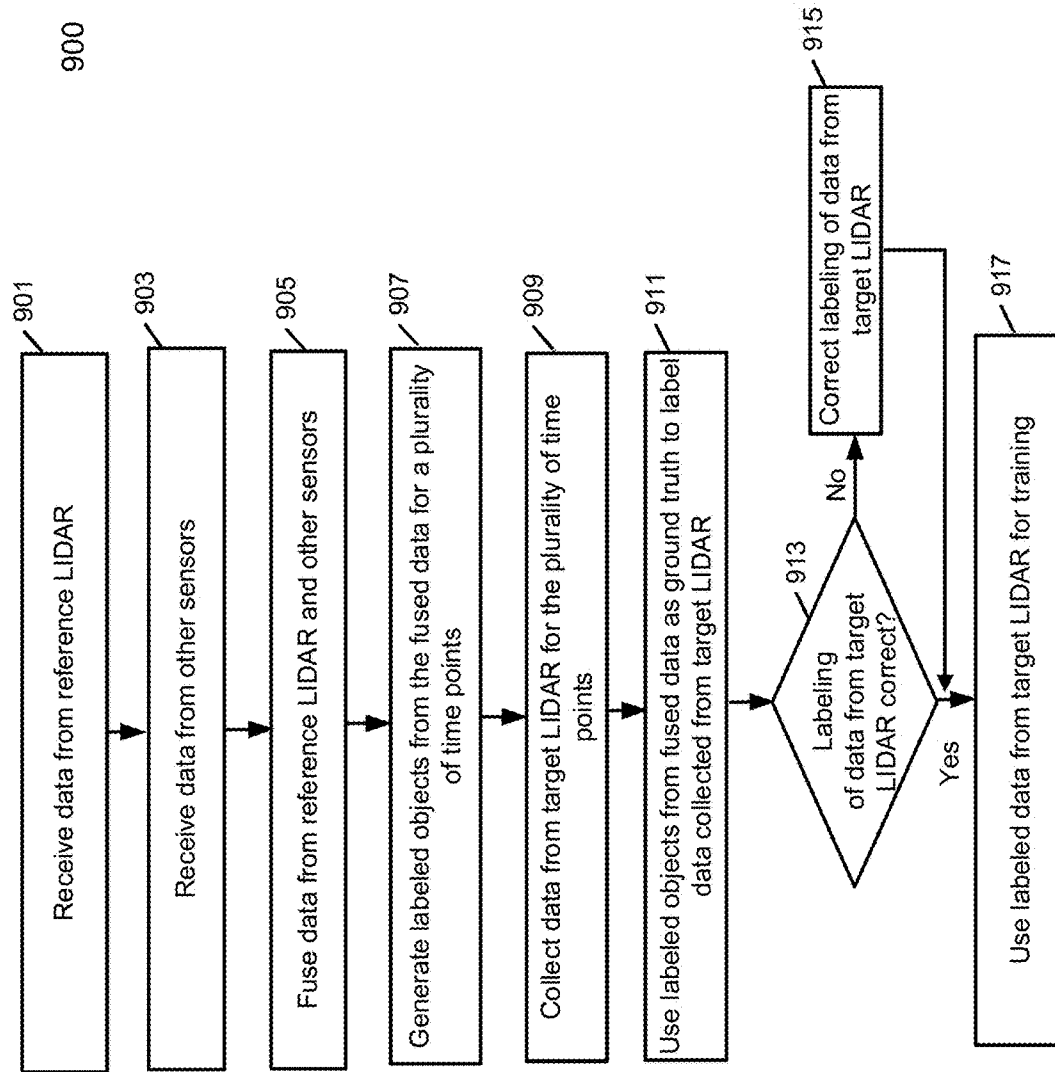 900
901
Receive data from reference LIDAR
903
Receive data from other sensors
905
Fuse data from reference LIDAR and other sensors
907
Generate labeled objects from the fused data for a plurality
of time points
909
Collect data from target LIDAR for the plurality of time
points
911
Use labeled objects from fused data as ground truth to label
data collected from target LIDAR
913
Labeling
of data from target
LIDAR correct?
No
915
Correct labeling of data from
target LIDAR
Yes
917
Use labeled data from target LIDAR for training